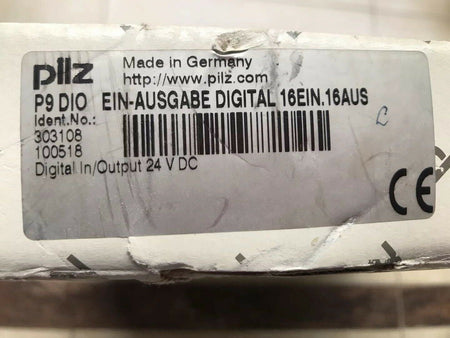 pilz
Made in Germany
http://www.pilz.com
P9 DIO EIN-AUSGABE DIGITAL 16EIN.16AUS
Ident.No.:
303108
100518
Digital In/Output 24 V DC
CE